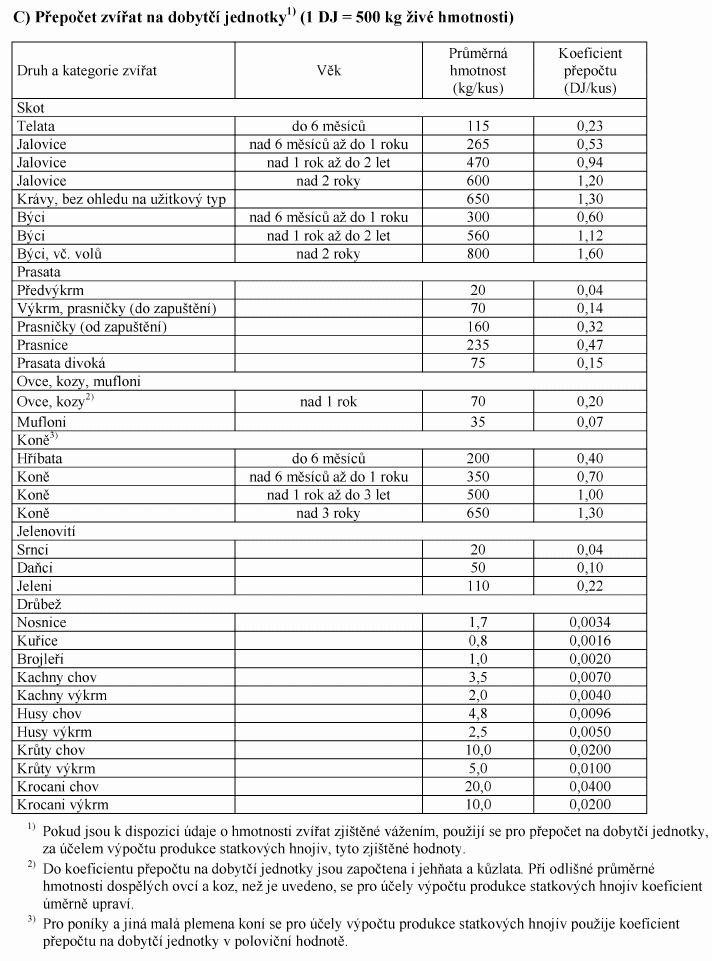 C) Přepočet zvířat na dobytčí jednotky1) (1 DJ = 500 kg živé hmotnosti)
Druh a kategorie zvířat Věk Průměrná hmotnost (kg/kus) Koeficient přepočtu (DJ/kus)
Skot
Telata do 6 měsíců 115 0,23
Jalovice nad 6 měsíců až do 1 roku 265 0,53
Jalovice nad 1 rok až do 2 let 470 0,94
Jalovice nad 2 roky 600 1,20
Krávy, bez ohledu na užitkový typ 650 1,30
Býci nad 6 měsíců až do 1 roku 300 0,60
Býci nad 1 rok až do 2 let 560 1,12
Býci, vč. volů nad 2 roky 800 1,60
Prasata
Předvýkrm 20 0,04
Výkrm, prasničky (do zapuštění) 70 0,14
Prasničky (od zapuštění) 160 0,32
Prasnice 235 0,47
Prasata divoká 75 0,15
Ovce, kozy, mufloni
Ovce, kozy2) nad 1 rok 70 0,20
Mufloni 35 0,07
Koně3)
Hříbata do 6 měsíců 200 0,40
Koně nad 6 měsíců až do 1 roku 350 0,70
Koně nad 1 rok až do 3 let 500 1,00
Koně nad 3 roky 650 1,30
Jelenovití
Srnci 20 0,04
Daňci 50 0,10
Jeleni 110 0,22
Drůbež
Nosnice 1,7 0,0034
Kuřice 0,8 0,0016
Brojleři 1,0 0,0020
Kachny chov 3,5 0,0070
Kachny výkrm 2,0 0,0040
Husy chov 4,8 0,0096
Husy výkrm 2,5 0,0050
Krůty chov 10,0 0,0200
Krůty výkrm 5,0 0,0100
Krocani chov 20,0 0,0400
Krocani výkrm 10,0 0,0200
1) Pokud jsou k dispozici údaje o hmotnosti zvířat zjištěné vážením, použijí se pro přepočet na dobytčí jednotky,
za účelem výpočtu produkce statkových hnojiv, tyto zjištěné hodnoty.
2) Do koeficientu přepočtu na dobytčí jednotky jsou započtena i jehňata a kůzlata. Při odlišné průměrné
hmotnosti dospělých ovcí a koz, než je uvedeno, se pro účely výpočtu produkce statkových hnojiv koeficient
úměrně upraví.
3) Pro poníky a jiná malá plemena koní se pro účely výpočtu produkce statkových hnojiv použije koeficient
přepočtu na dobytčí jednotky v poloviční hodnotě.